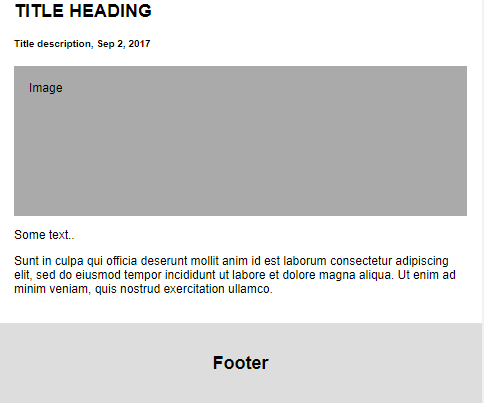 TITLE HEADING
Title description, Sep 2, 2017
Image
Some text..
Sunt in culpa qui officia deserunt mollit anim id est laborum consectetur adipiscing
elit, sed do eiusmod tempor incididunt ut labore et dolore magna aliqua. Ut enim ad
minim veniam, quis nostrud exercitation ullamco.
Footer